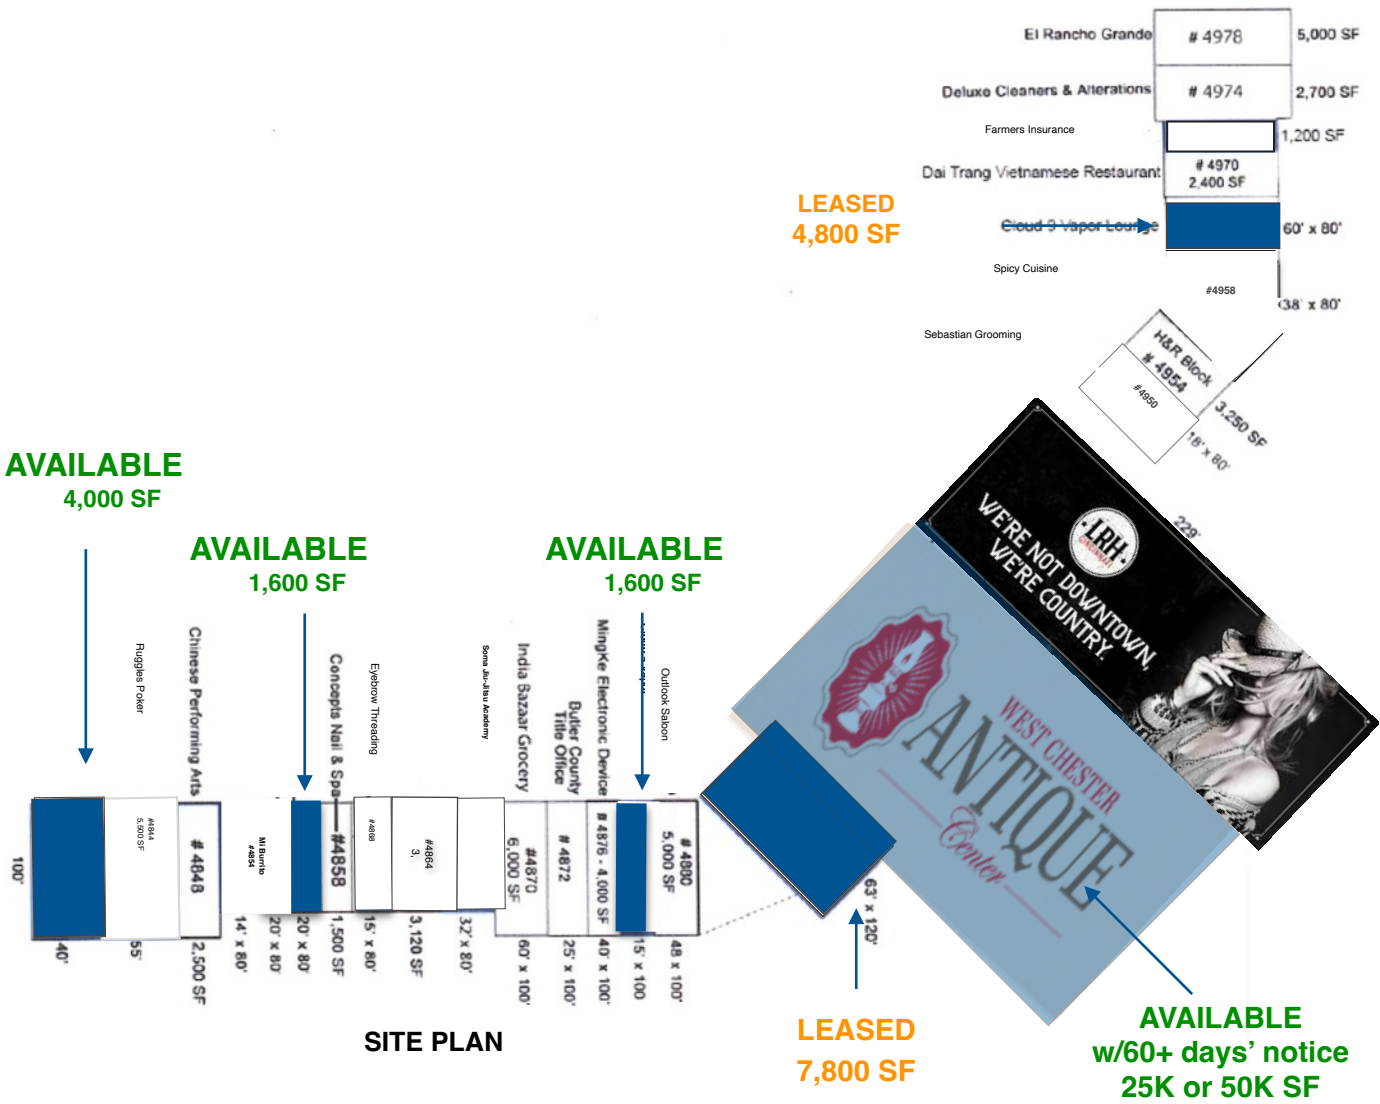 El Rancho Grande
# 4978
5,000 SF
Deluxe Cleaners & Alterations
# 4974
2,700 SF
Farmers Insurance
1,200 SF
Dai Trang Vietnamese Restaurant
# 4970
2,400 SF
LEASED
4,800 SF
Cloud 9 Vapor Lounge
60' x 80'
Spicy Cuisine
#4958
38' x 80'
Sebastian Grooming
H&R Block
# 4954
3,250 SF
#4950
18' x 80'
229'
WE'RE NOT DOWNTOWN,
WE'RE COUNTRY.
LRH
CINCINNATI
WEST CHESTER
ANTIQUE
Center
AVAILABLE
4,000 SF
AVAILABLE
1,600 SF
AVAILABLE
1,600 SF
Ruggles Poker
Chinese Performing Arts
Concepts Nail & Spa
Eyebrow Threading
Soma Jiu-Jitsu Academy
India Bazaar Grocery
Butler County
Title Office
MingKe Electronic Device
Outlook Saloon
#4844
5,500 SF
# 4848
Mi Burrito
#4854
#4858
#4868
#4864
3,
#4870
6,000 SF
# 4872
# 4876 - 4,000 SF
# 4880
5,000 SF
100'
40'
55'
2,500 SF
14' x 80'
20' x 80'
20' x 80'
1,500 SF
15' x 80'
3,120 SF
32' x 80'
60' x 100'
25' x 100'
40' x 100'
15' x 100
48 x 100'
63' x 120'
SITE PLAN
LEASED
7,800 SF
AVAILABLE
w/60+ days’ notice
25K or 50K SF